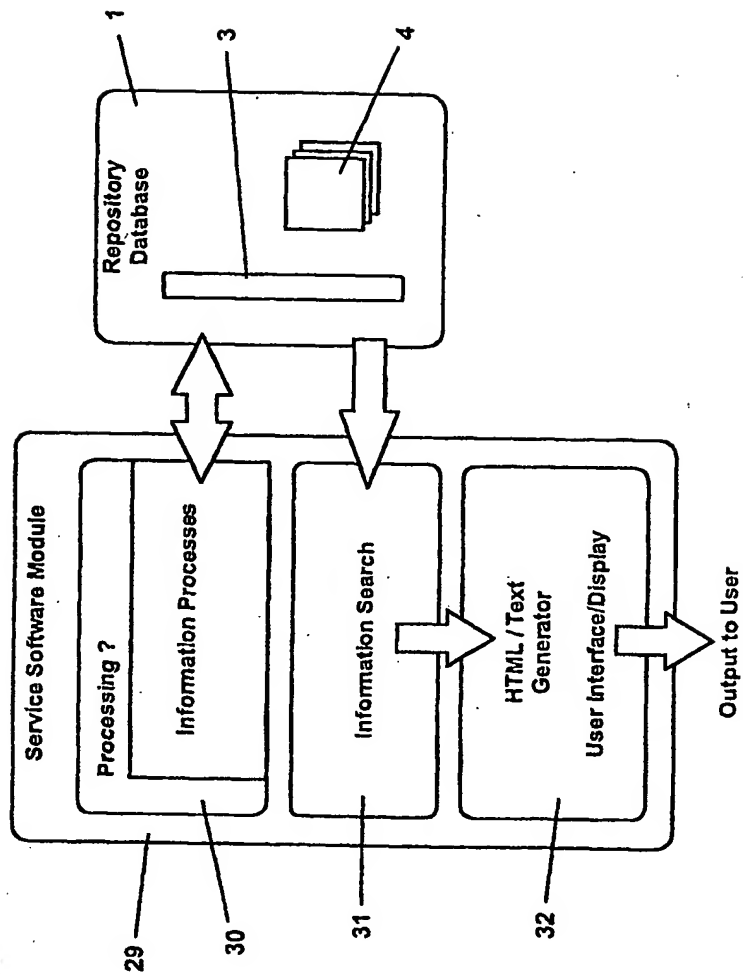 Service Software Module
Processing ?
Information Processes
Information Search
HTML / Text
Generator
User Interface/Display
Output to User
Repository
Database
1
3
4
29
30
31
32